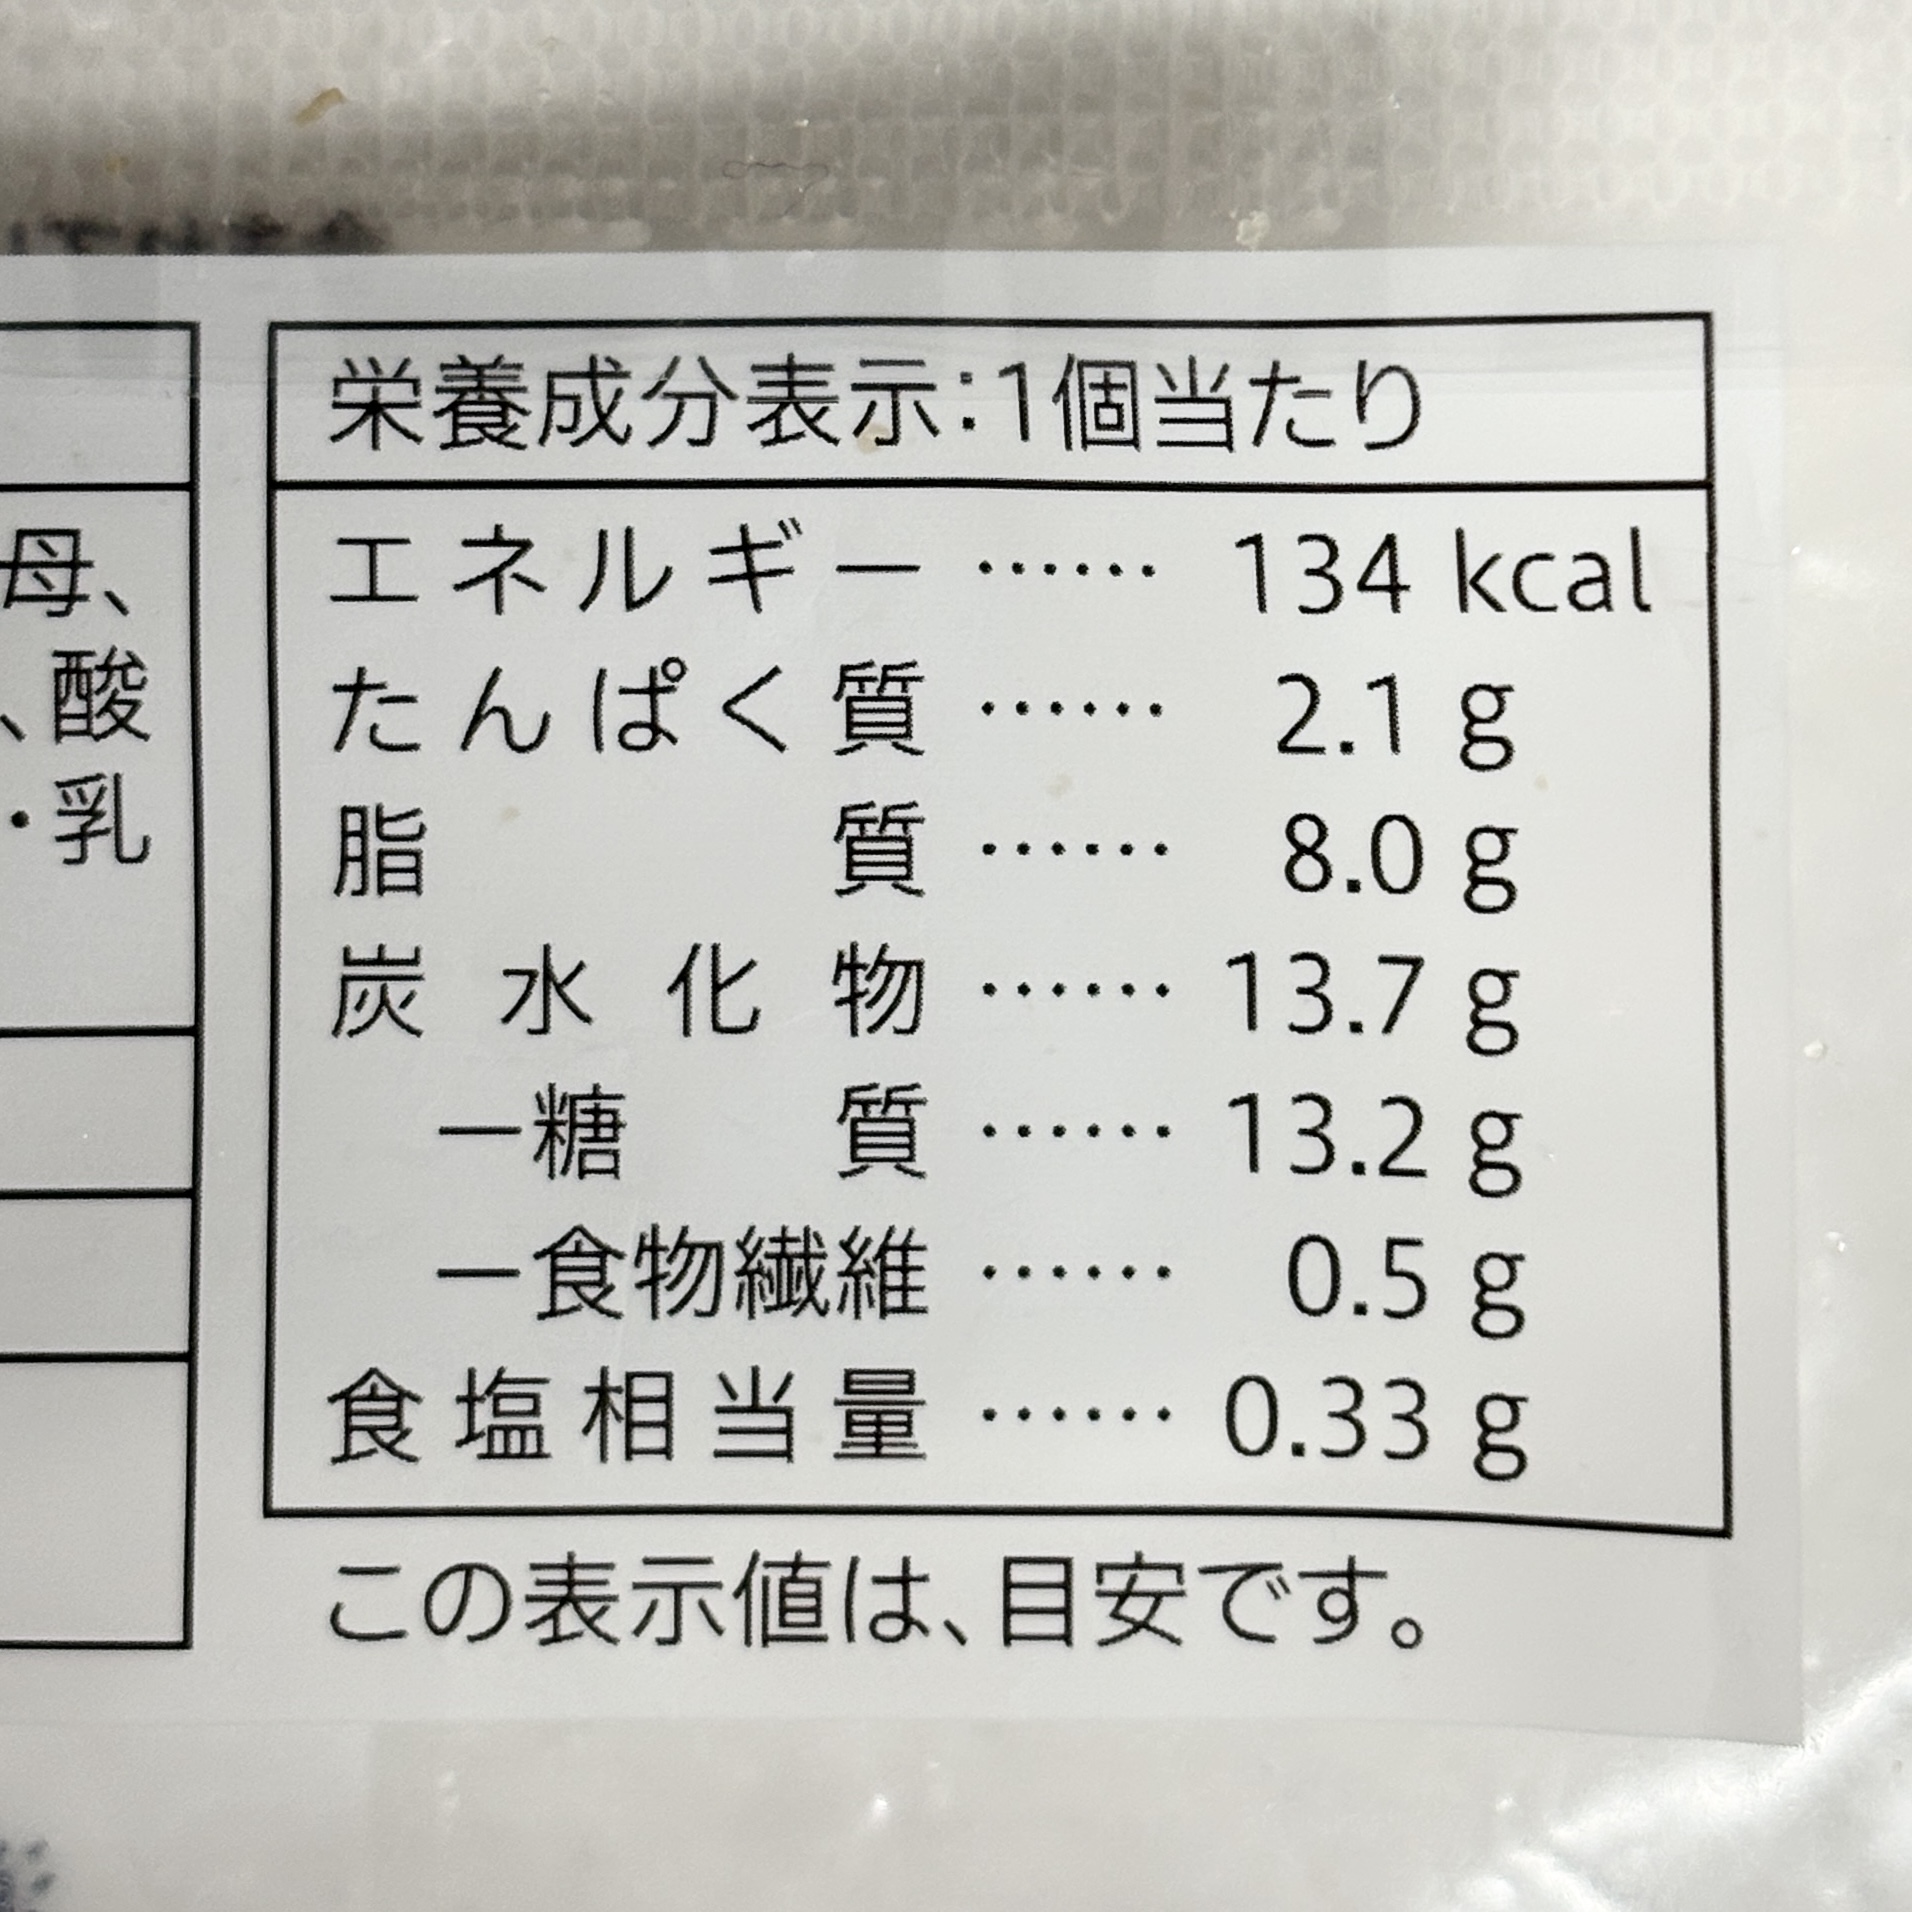 母、
、酸
・乳
栄養成分表示:1個当たり
エネルギー …… 134 kcal
たんぱく質 …… 2.1 g
脂質 …… 8.0 g
炭水化物 …… 13.7 g
ー糖質 …… 13.2 g
ー食物繊維 …… 0.5 g
食塩相当量 …… 0.33 g
この表示値は、目安です。